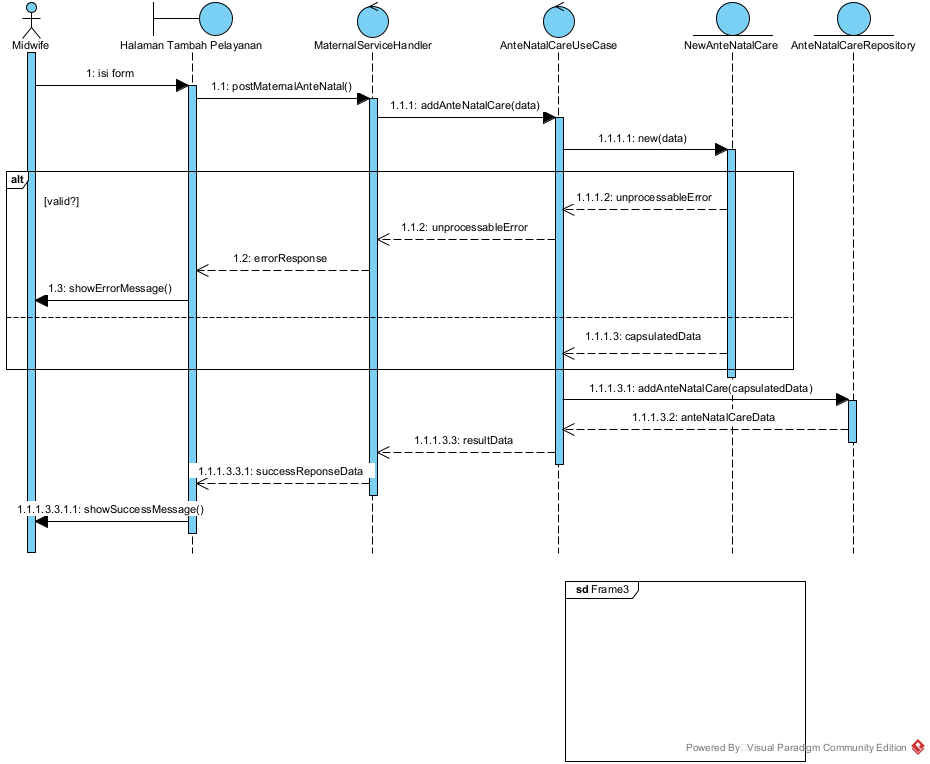 Midwife
Halaman Tambah Pelayanan
MaternalServiceHandler
AnteNatalCareUseCase
NewAnteNatalCare
AnteNatalCareRepository
1: isi form
1.1: postMaternalAnteNatal()
1.1.1: addAnteNatalCare(data)
1.1.1.1: new(data)
alt
[valid?]
1.1.1.2: unprocessableError
1.1.2: unprocessableError
1.2: errorResponse
1.3: showErrorMessage()
1.1.1.3: capsulatedData
1.1.1.3.1: addAnteNatalCare(capsulatedData)
1.1.1.3.2: anteNatalCareData
1.1.1.3.3: resultData
1.1.1.3.3.1: successReponseData
1.1.1.3.3.1.1: showSuccessMessage()
sd Frame3
Powered By Visual Paradigm Community Edition